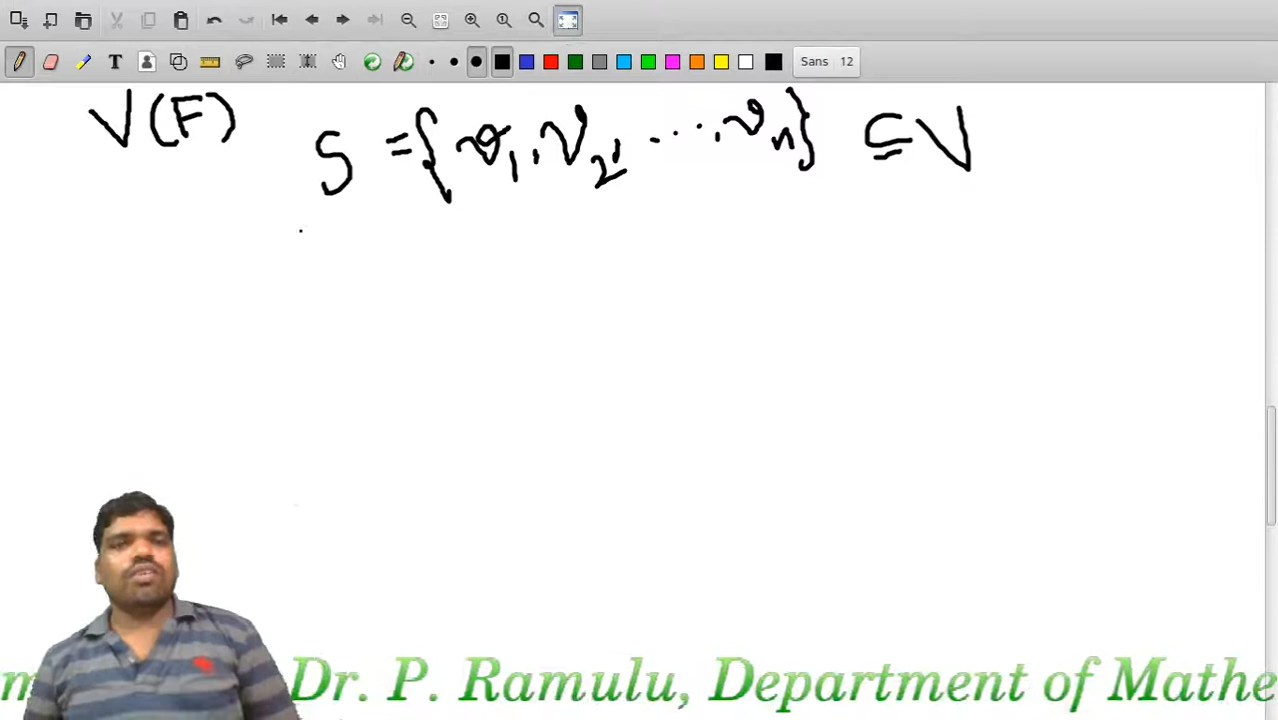 Sans 12
V(F) S = {v₁, v₂, ..., vₙ} ⊆ V
Dr. P. Ramulu, Department of Mathe